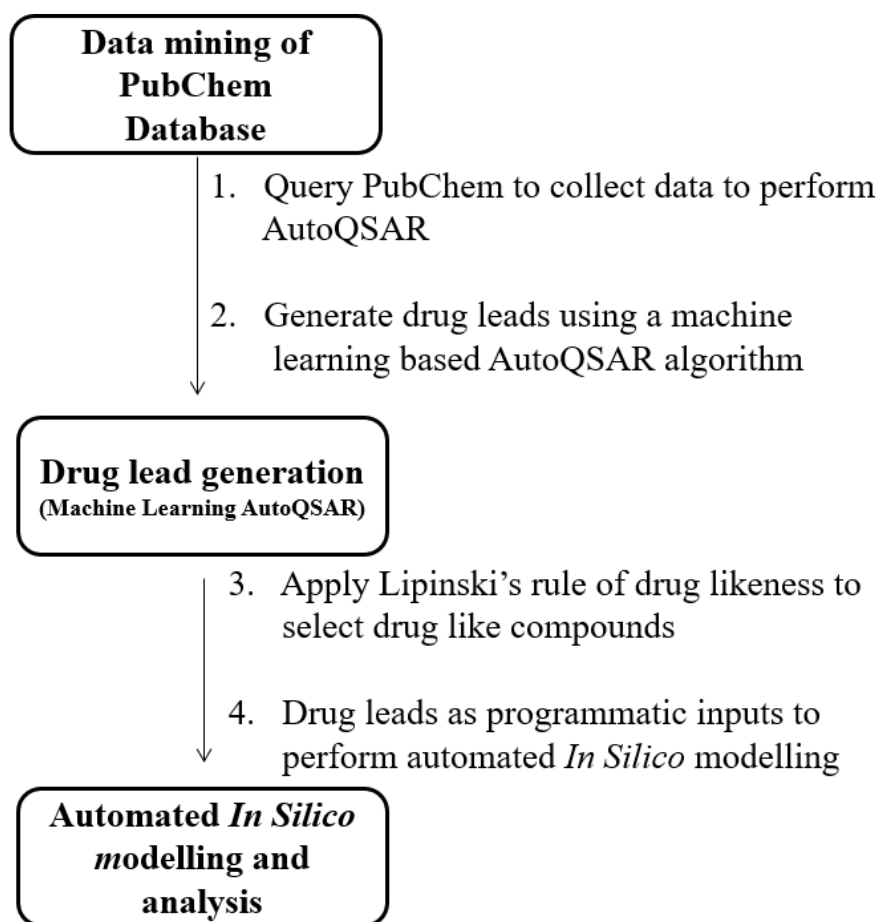 Data mining of
PubChem
Database
1. Query PubChem to collect data to perform
AutoQSAR
2. Generate drug leads using a machine
learning based AutoQSAR algorithm
Drug lead generation
(Machine Learning AutoQSAR)
3. Apply Lipinski’s rule of drug likeness to
select drug like compounds
4. Drug leads as programmatic inputs to
perform automated In Silico modelling
Automated In Silico
modelling and
analysis